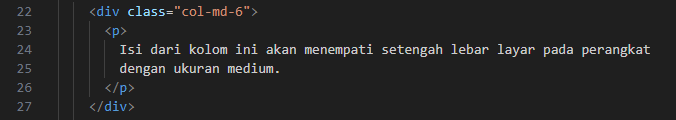 22 <div class="col-md-6">
23 <p>
24 Isi dari kolom ini akan menempati setengah lebar layar pada perangkat
25 dengan ukuran medium.
26 </p>
27 </div>